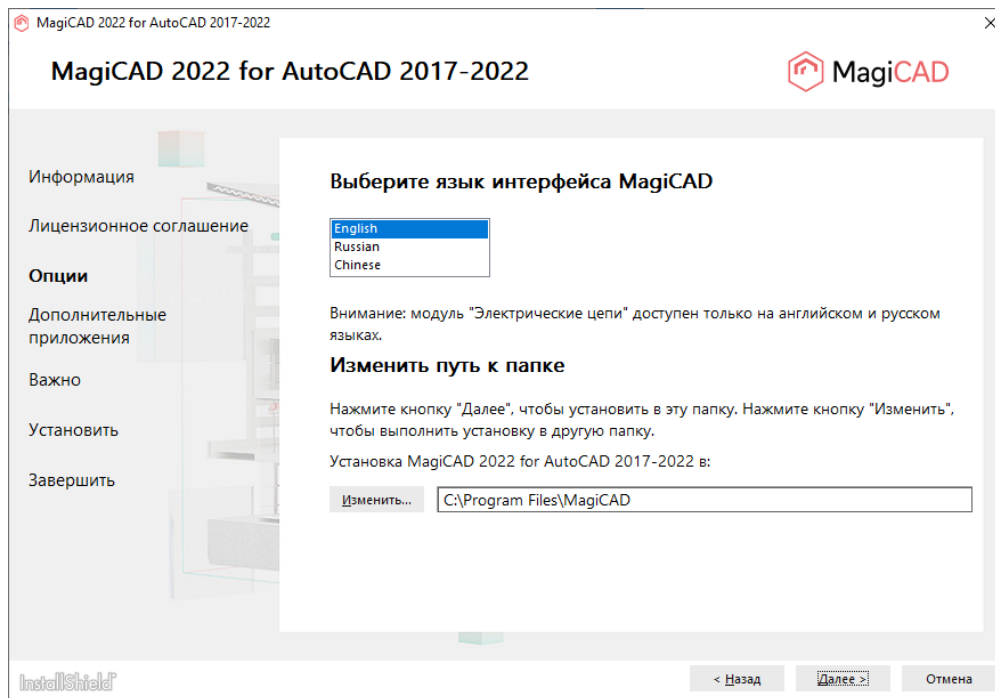 MagiCAD 2022 for AutoCAD 2017-2022
MagiCAD 2022 for AutoCAD 2017-2022
MagiCAD
Информация
Лицензионное соглашение
Опции
Дополнительные
приложения
Важно
Установить
Завершить
Выберите язык интерфейса MagiCAD
English
Russian
Chinese
Внимание: модуль "Электрические цепи" доступен только на английском и русском
языках.
Изменить путь к папке
Нажмите кнопку "Далее", чтобы установить в эту папку. Нажмите кнопку "Изменить",
чтобы выполнить установку в другую папку.
Установка MagiCAD 2022 for AutoCAD 2017-2022 в:
Изменить... C:\Program Files\MagiCAD
InstallShield
< Назад Далее > Отмена